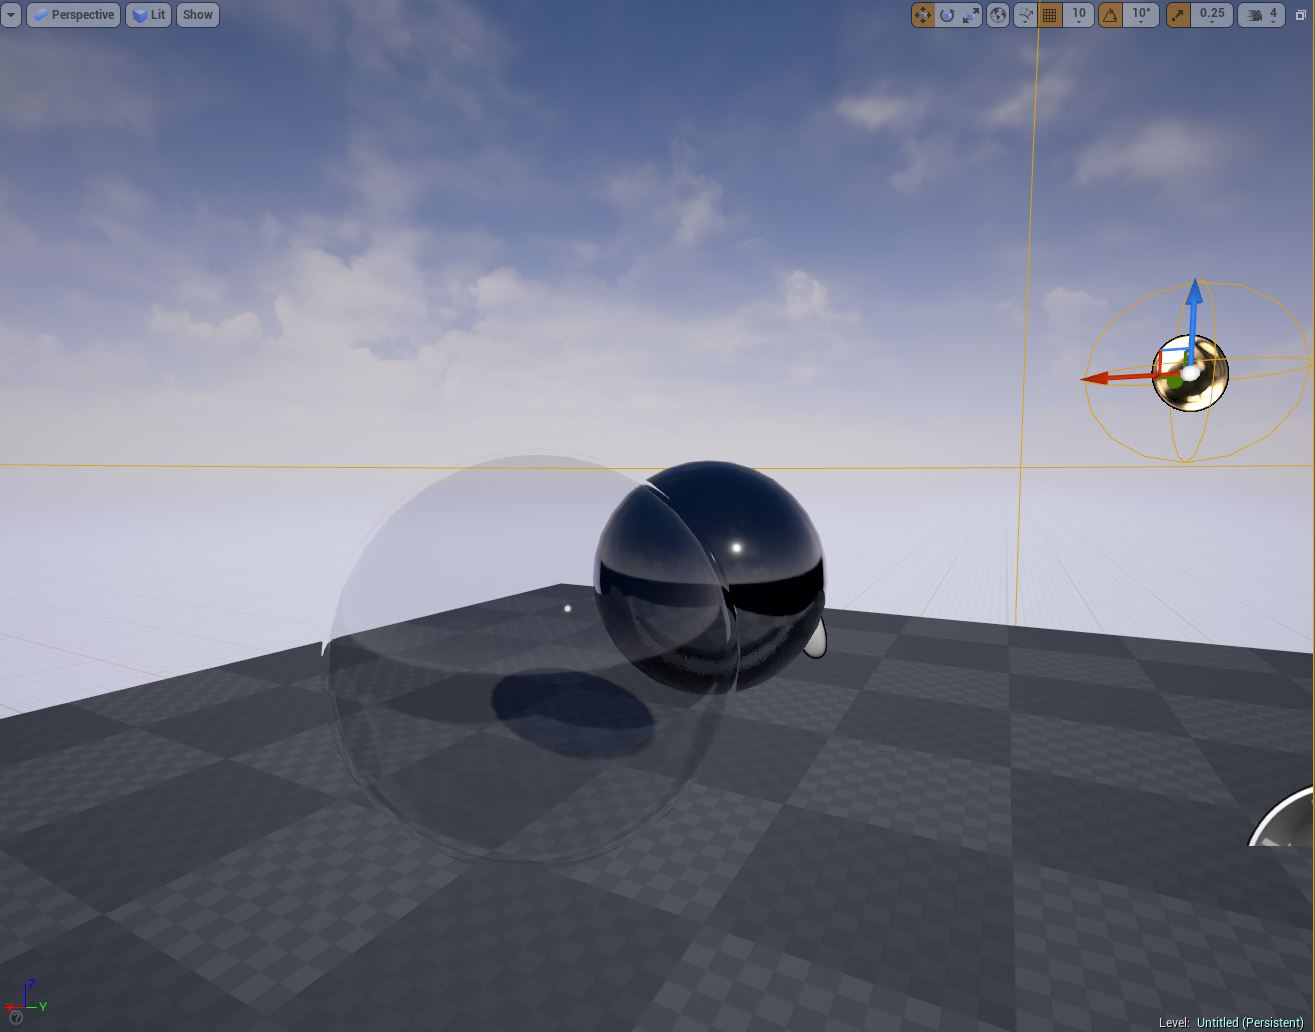 Perspective Lit Show 10 10° 0.25 4
Z
X Y
?
Level: Untitled (Persistent)